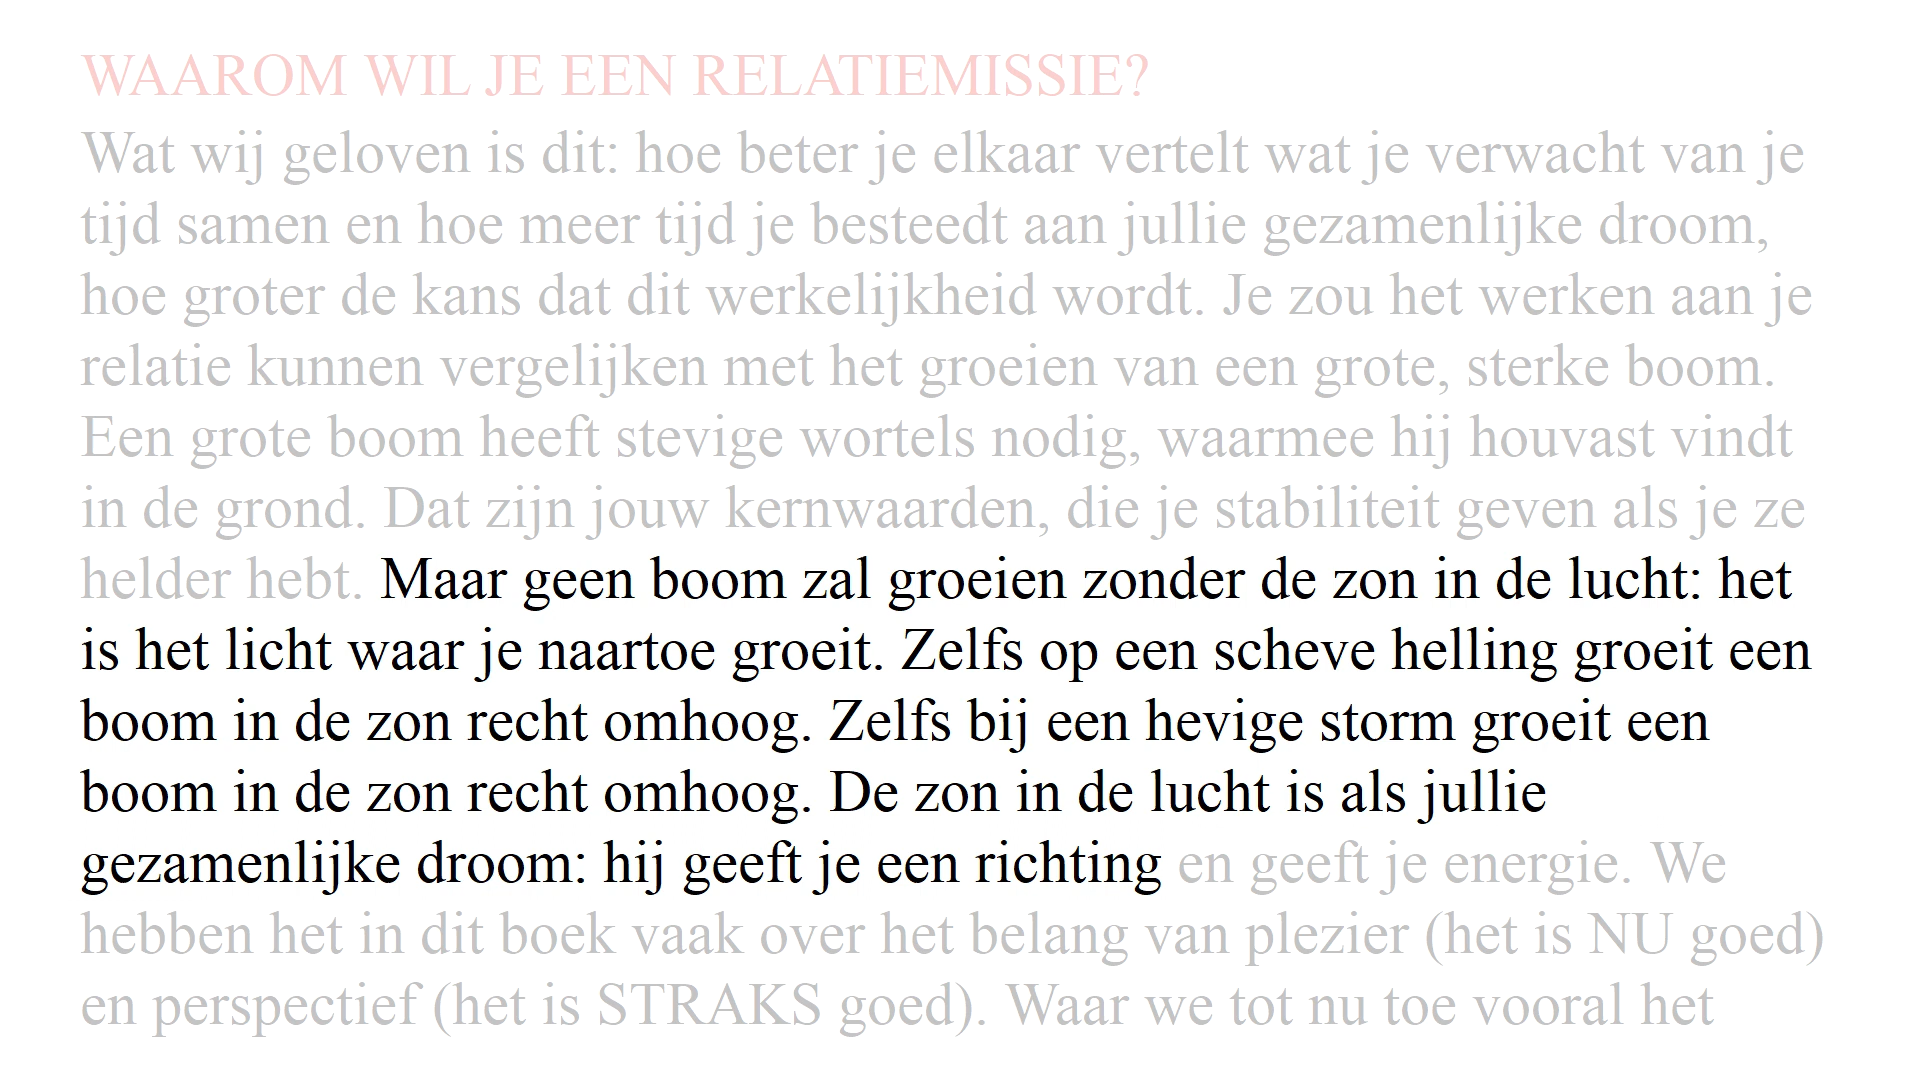 WAAROM WIL JE EEN RELATIEMISSIE?
Wat wij geloven is dit: hoe beter je elkaar vertelt wat je verwacht van je
tijd samen en hoe meer tijd je besteedt aan jullie gezamenlijke droom,
hoe groter de kans dat dit werkelijkheid wordt. Je zou het werken aan je
relatie kunnen vergelijken met het groeien van een grote, sterke boom.
Een grote boom heeft stevige wortels nodig, waarmee hij houvast vindt
in de grond. Dat zijn jouw kernwaarden, die je stabiliteit geven als je ze
helder hebt. Maar geen boom zal groeien zonder de zon in de lucht: het
is het licht waar je naartoe groeit. Zelfs op een scheve helling groeit een
boom in de zon recht omhoog. Zelfs bij een hevige storm groeit een
boom in de zon recht omhoog. De zon in de lucht is als jullie
gezamenlijke droom: hij geeft je een richting en geeft je energie. We
hebben het in dit boek vaak over het belang van plezier (het is NU goed)
en perspectief (het is STRAKS goed). Waar we tot nu toe vooral het